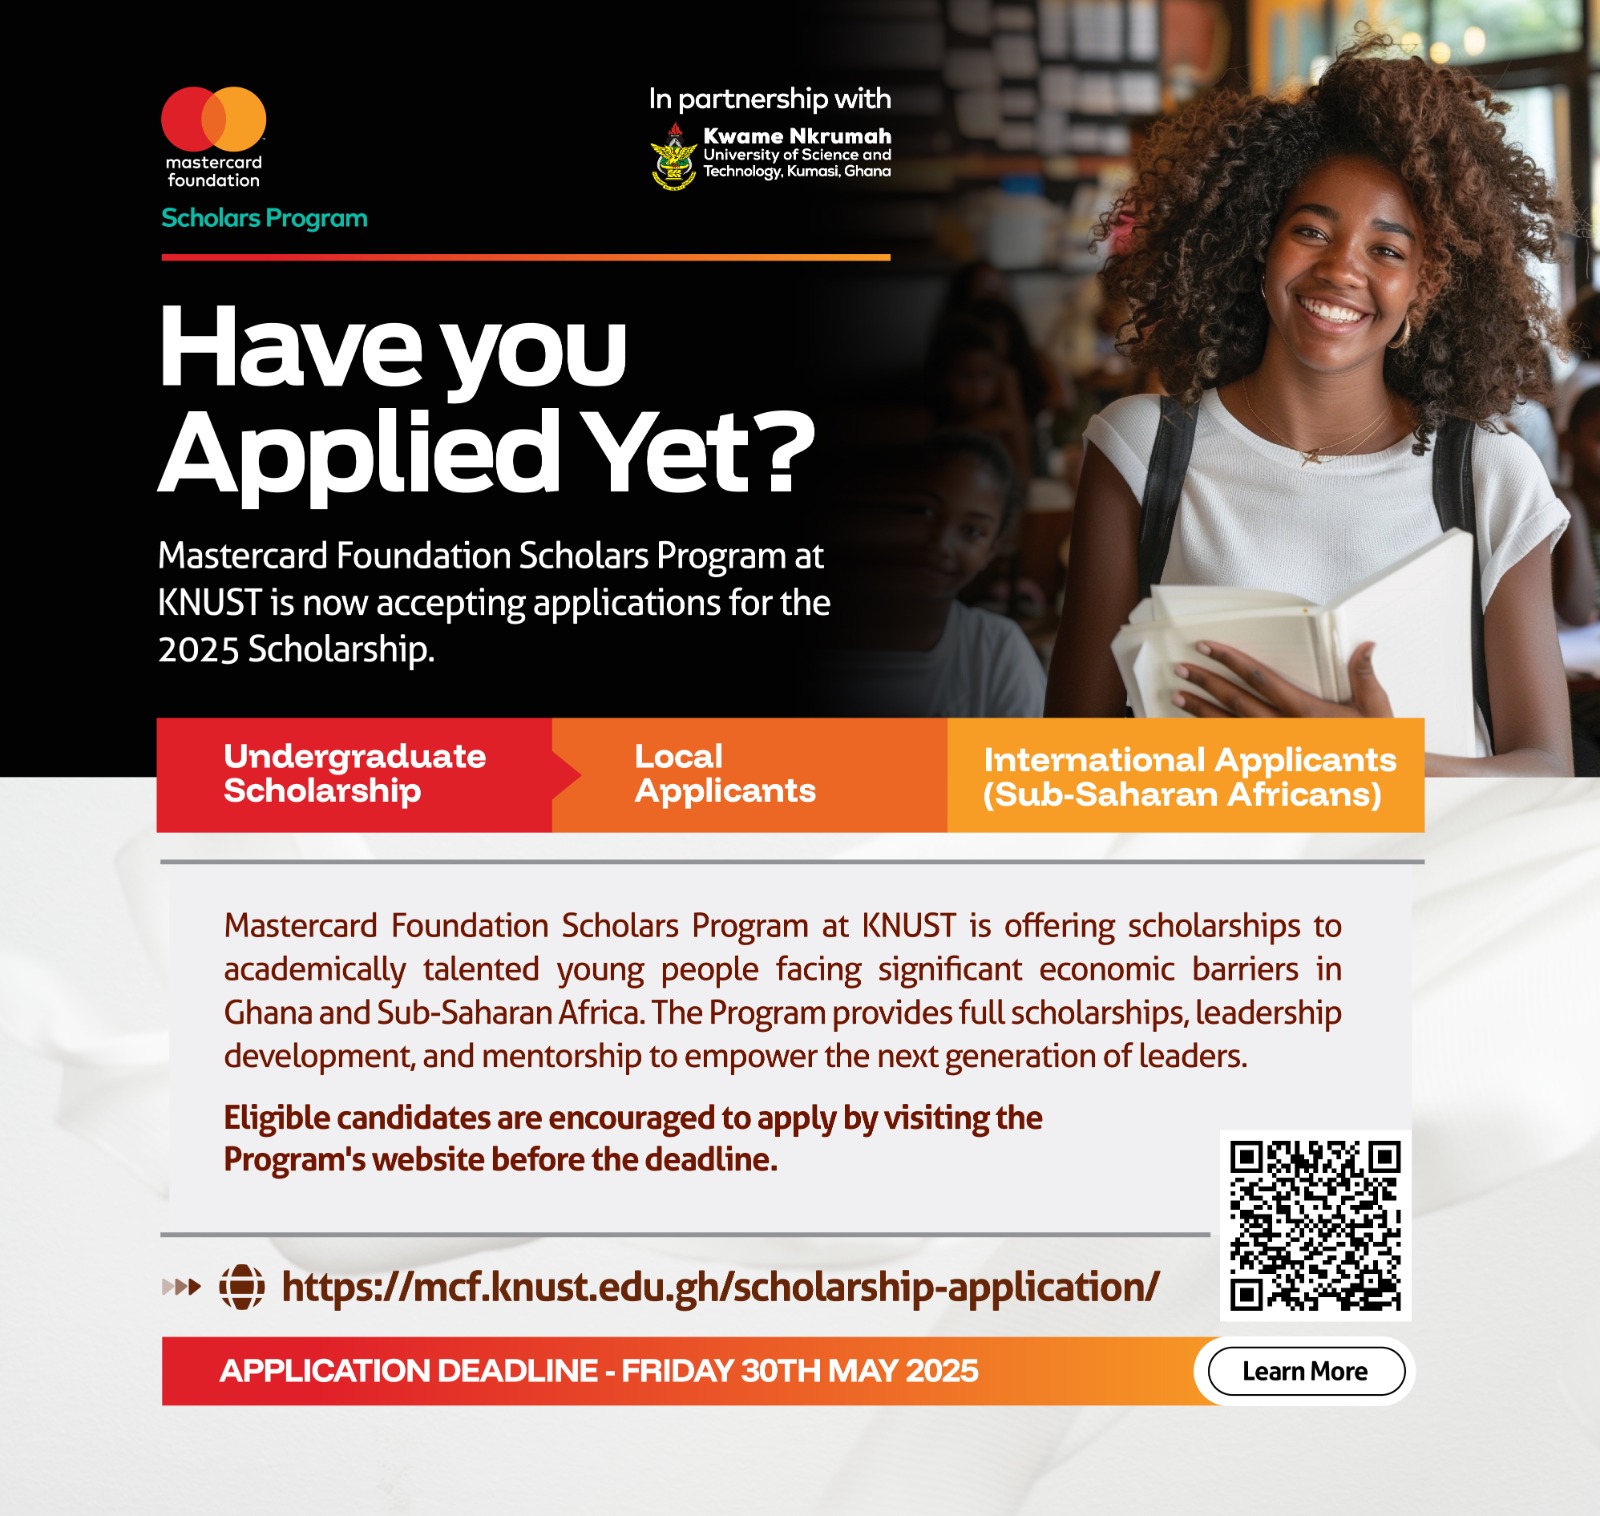 mastercard
foundation
Scholars Program
In partnership with
Kwame Nkrumah
University of Science and
Technology, Kumasi, Ghana
Have you
Applied Yet?
Mastercard Foundation Scholars Program at
KNUST is now accepting applications for the
2025 Scholarship.
Undergraduate
Scholarship
Local
Applicants
International Applicants
(Sub-Saharan Africans)
Mastercard Foundation Scholars Program at KNUST is offering scholarships to
academically talented young people facing significant economic barriers in
Ghana and Sub-Saharan Africa. The Program provides full scholarships, leadership
development, and mentorship to empower the next generation of leaders.
Eligible candidates are encouraged to apply by visiting the
Program's website before the deadline.
https://mcf.knust.edu.gh/scholarship-application/
APPLICATION DEADLINE - FRIDAY 30TH MAY 2025
Learn More